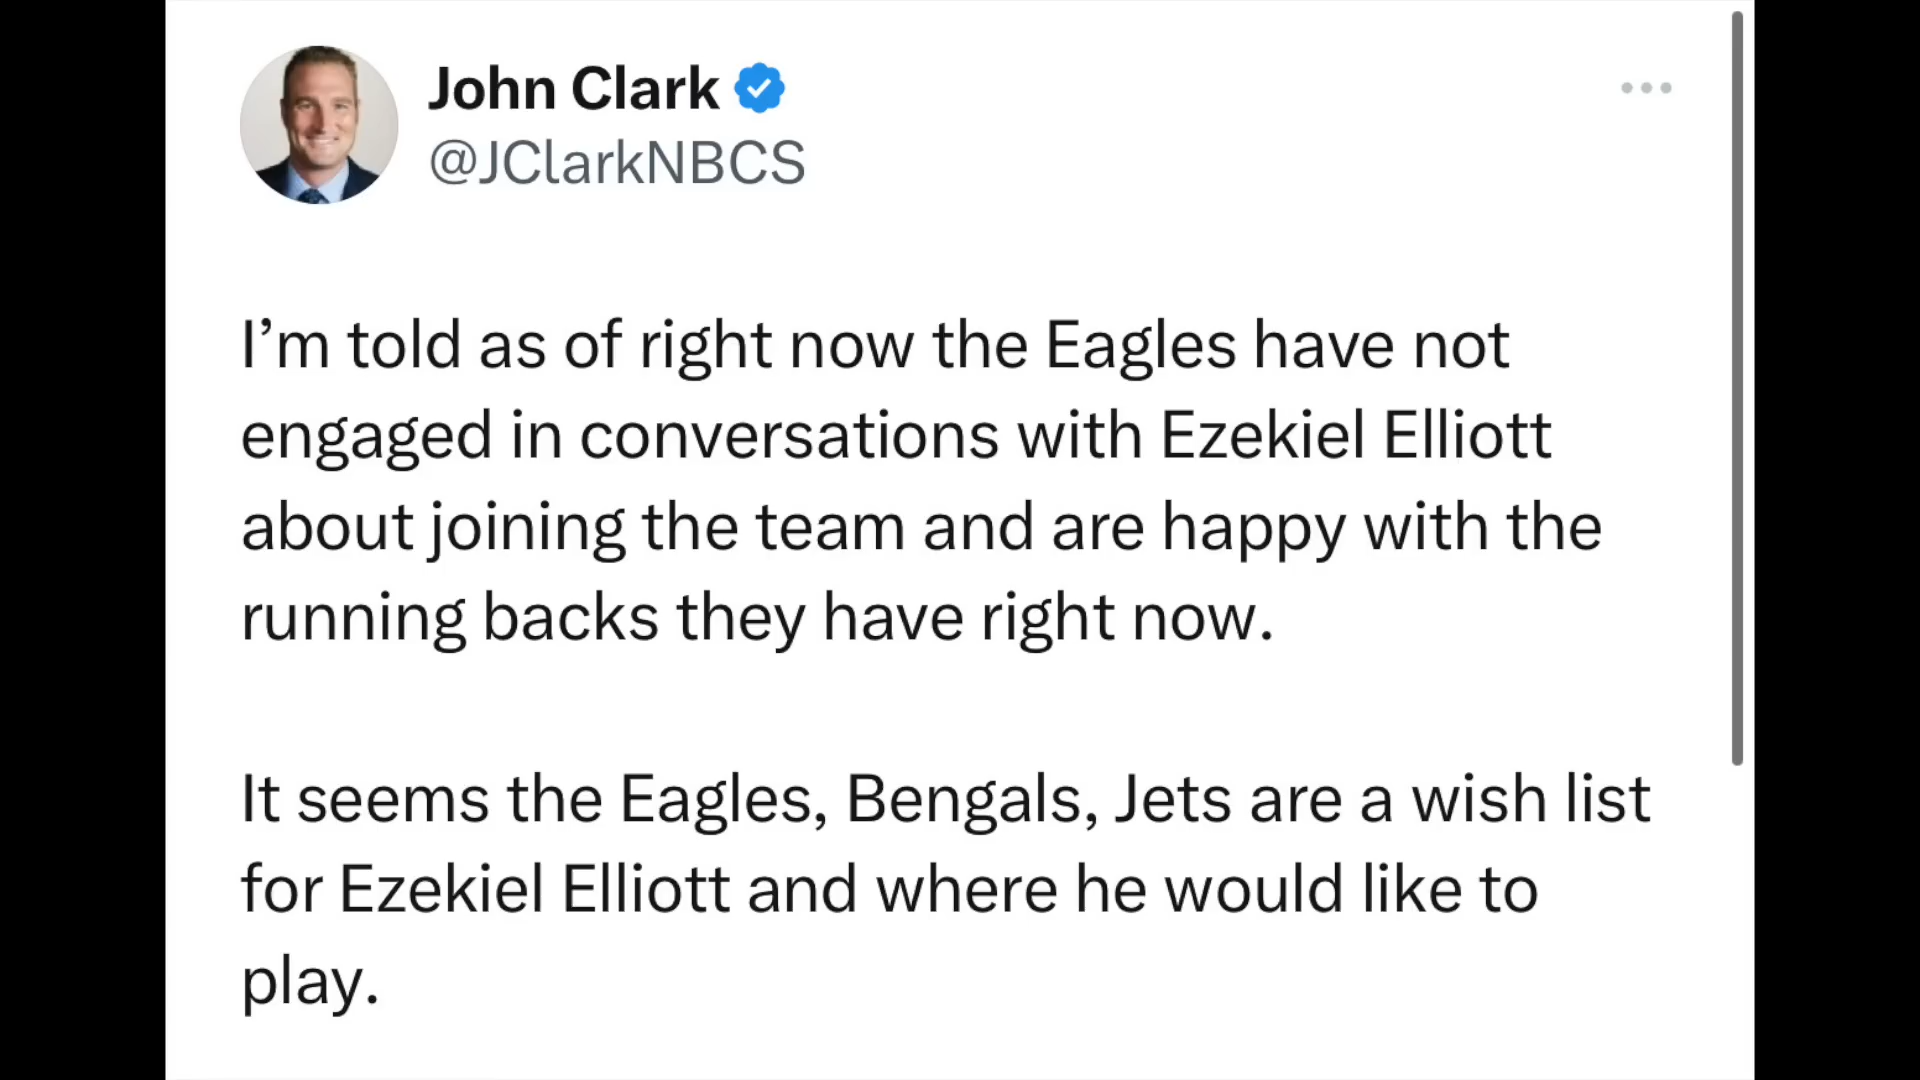 John Clark
@JClarkNBCS
I’m told as of right now the Eagles have not
engaged in conversations with Ezekiel Elliott
about joining the team and are happy with the
running backs they have right now.
It seems the Eagles, Bengals, Jets are a wish list
for Ezekiel Elliott and where he would like to
play.